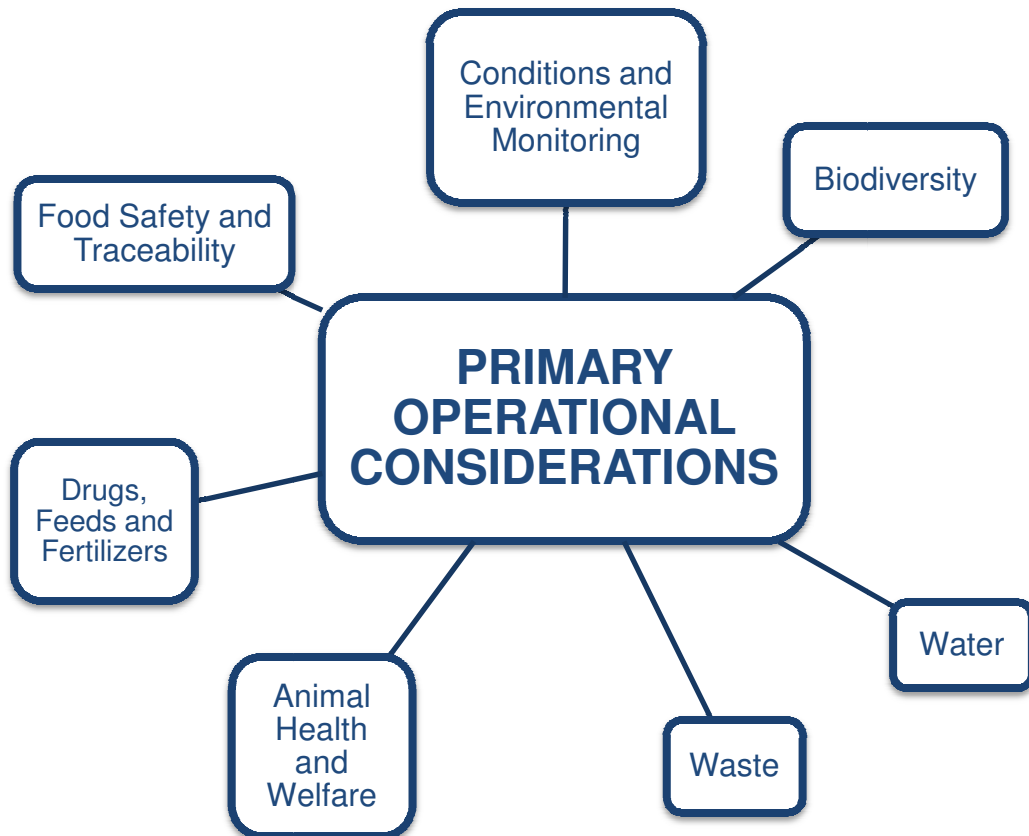 Conditions and
Environmental
Monitoring
Biodiversity
Food Safety and
Traceability
PRIMARY
OPERATIONAL
CONSIDERATIONS
Drugs,
Feeds and
Fertilizers
Water
Animal
Health
and
Welfare
Waste